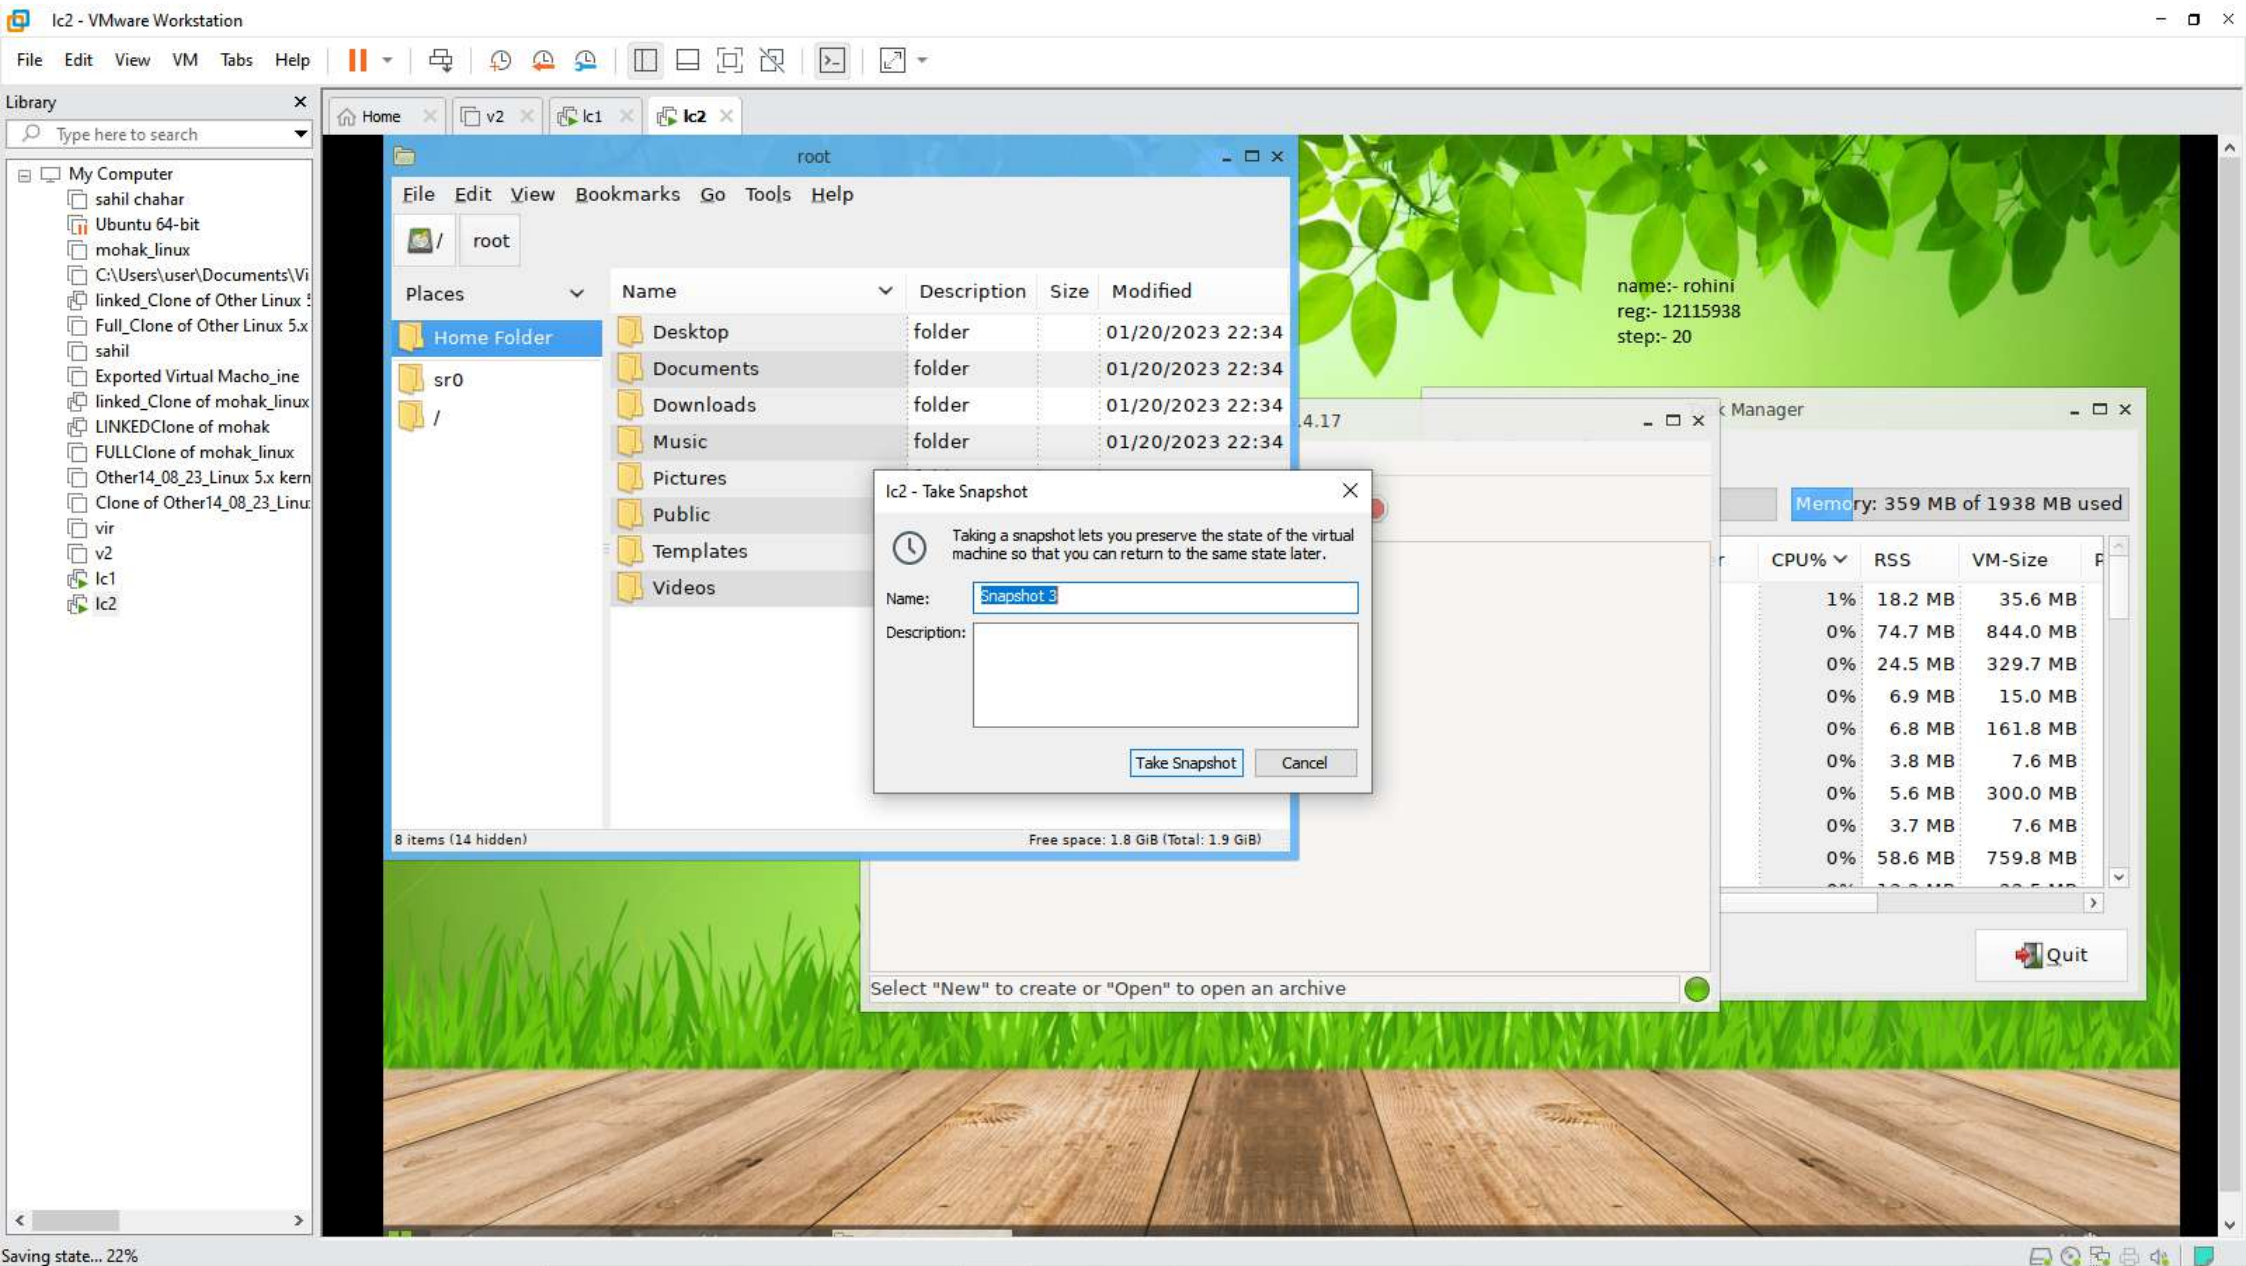 lc2 - VMware Workstation
File Edit View VM Tabs Help
Library
Type here to search
My Computer
sahil chahar
Ubuntu 64-bit
mohak_linux
C:\Users\user\Documents\Vi
linked_Clone of Other Linux
Full_Clone of Other Linux 5.x
sahil
Exported Virtual Macho_ine
linked_Clone of mohak_linux
LINKEDClone of mohak
FULLClone of mohak_linux
Other14_08_23_Linux 5.x kern
Clone of Other14_08_23_Linu
vir
v2
lc1
lc2
Home v2 lc1 lc2
root
File Edit View Bookmarks Go Tools Help
/ root
Places
Home Folder
sr0
/
Name Description Size Modified
Desktop folder 01/20/2023 22:34
Documents folder 01/20/2023 22:34
Downloads folder 01/20/2023 22:34
Music folder 01/20/2023 22:34
Pictures
Public
Templates
Videos
8 items (14 hidden) Free space: 1.8 GiB (Total: 1.9 GiB)
name:- rohini
reg:- 12115938
step:- 20
.4.17
k Manager
Memory: 359 MB of 1938 MB used
CPU% RSS VM-Size
1% 18.2 MB 35.6 MB
0% 74.7 MB 844.0 MB
0% 24.5 MB 329.7 MB
0% 6.9 MB 15.0 MB
0% 6.8 MB 161.8 MB
0% 3.8 MB 7.6 MB
0% 5.6 MB 300.0 MB
0% 3.7 MB 7.6 MB
0% 58.6 MB 759.8 MB
Quit
lc2 - Take Snapshot
Taking a snapshot lets you preserve the state of the virtual
machine so that you can return to the same state later.
Name: Snapshot 3
Description:
Take Snapshot Cancel
Select "New" to create or "Open" to open an archive
Saving state... 22%